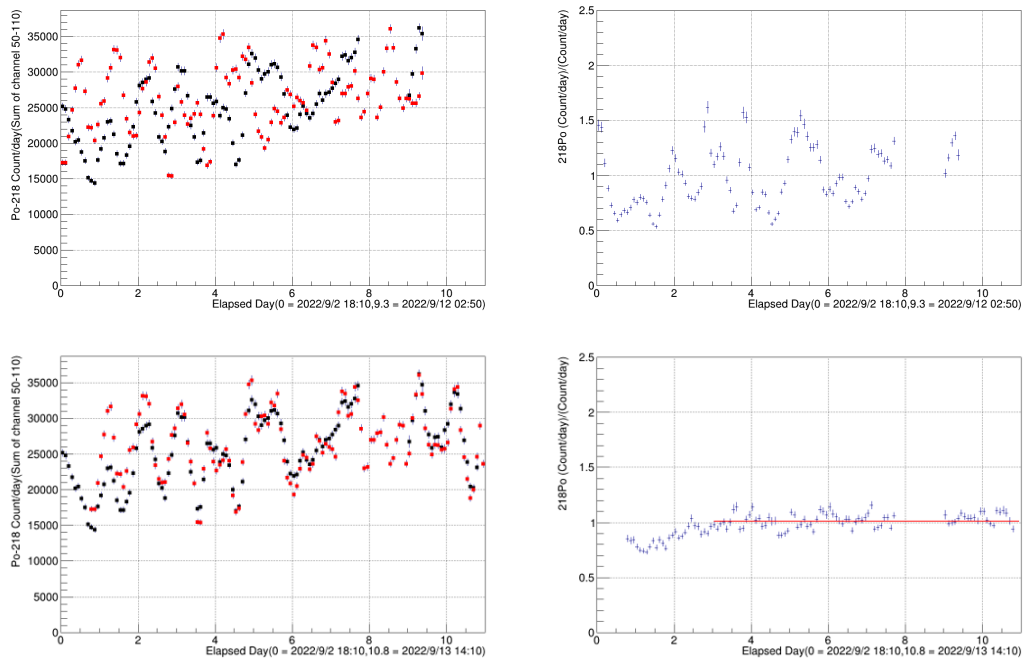 Po-218 Count/day(Sum of channel 50-110)
35000
30000
25000
20000
15000
10000
5000
0
0 2 4 6 8 10
Elapsed Day(0 = 2022/9/2 18:10,9.3 = 2022/9/12 02:50)
218Po (Count/day)/(Count/day)
2.5
2
1.5
1
0.5
0
0 2 4 6 8 10
Elapsed Day(0 = 2022/9/2 18:10,9.3 = 2022/9/12 02:50)
Po-218 Count/day(Sum of channel 50-110)
35000
30000
25000
20000
15000
10000
5000
0
0 2 4 6 8 10
Elapsed Day(0 = 2022/9/2 18:10,10.8 = 2022/9/13 14:10)
218Po (Count/day)/(Count/day)
2.5
2
1.5
1
0.5
0
0 2 4 6 8 10
Elapsed Day(0 = 2022/9/2 18:10,10.8 = 2022/9/13 14:10)